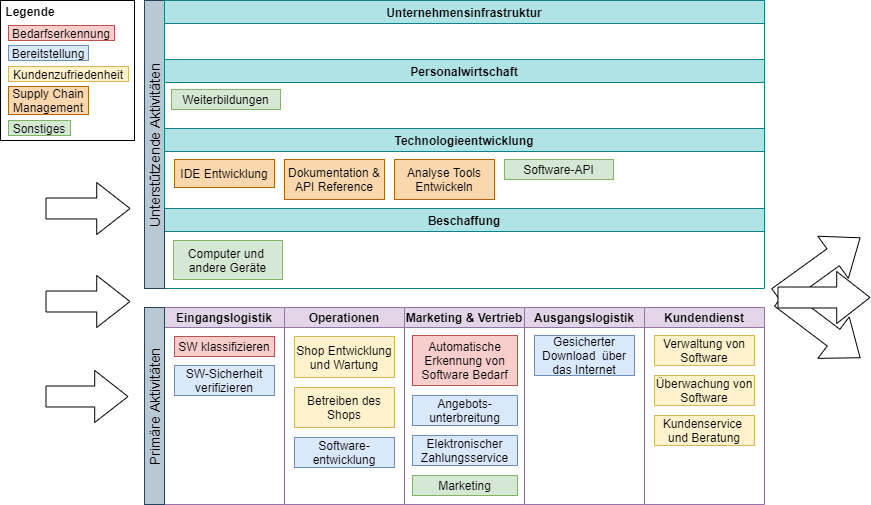 Legende
Bedarfserkennung
Bereitstellung
Kundenzufriedenheit
Supply Chain
Management
Sonstiges
Unterstützende Aktivitäten
Unternehmensinfrastruktur
Personalwirtschaft
Weiterbildungen
Technologieentwicklung
IDE Entwicklung
Dokumentation &
API Reference
Analyse Tools
Entwickeln
Software-API
Beschaffung
Computer und
andere Geräte
Primäre Aktivitäten
Eingangslogistik
SW klassifizieren
SW-Sicherheit
verifizieren
Operationen
Shop Entwicklung
und Wartung
Betreiben des
Shops
Software-
entwicklung
Marketing & Vertrieb
Automatische
Erkennung von
Software Bedarf
Angebots-
unterbreitung
Elektronischer
Zahlungsservice
Marketing
Ausgangslogistik
Gesicherter
Download über
das Internet
Kundendienst
Verwaltung von
Software
Überwachung von
Software
Kundenservice
und Beratung